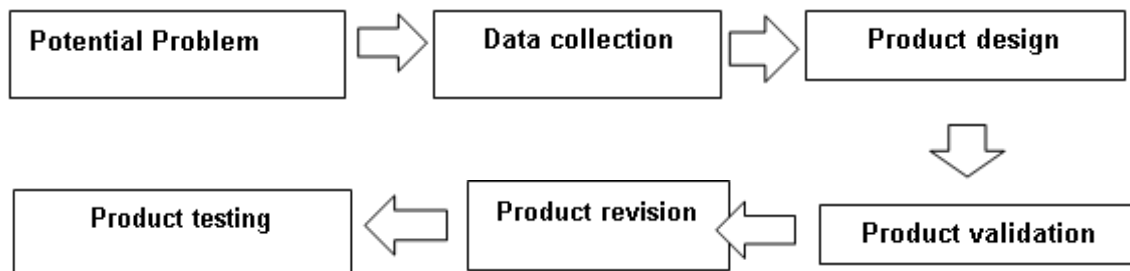 Potential Problem
Data collection
Product design
Product validation
Product revision
Product testing